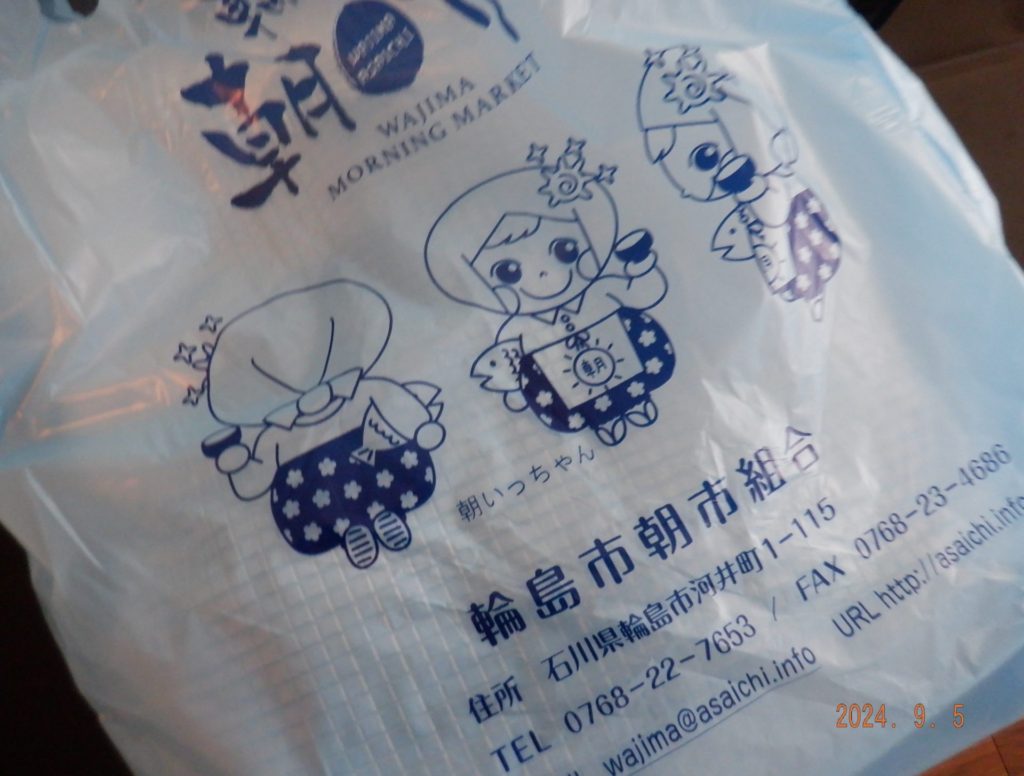 朝
WAJIMA
MORNING MARKET
朝
朝いっちゃん
輪島市朝市組合
住所 石川県輪島市河井町1-115
TEL 0768-22-7653 / FAX 0768-23-4686
wajima@asaichi.info URL http://asaichi.info
2024. 9. 5